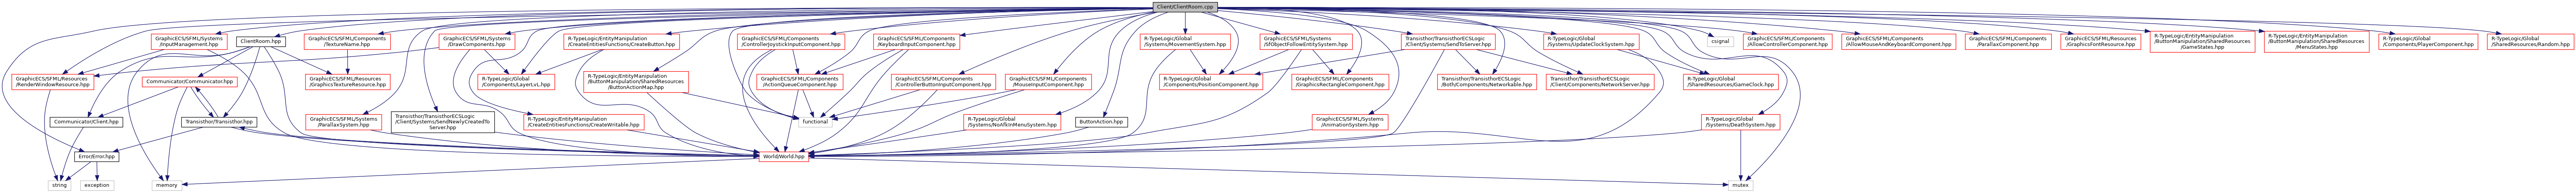 Client/ClientRoom.cpp
GraphicECS/SFML/Systems
/InputManagement.hpp
ClientRoom.hpp
GraphicECS/SFML/Components
/TextureName.hpp
GraphicECS/SFML/Systems
/DrawComponents.hpp
R-TypeLogic/EntityManipulation
/CreateEntitiesFunctions/CreateButton.hpp
GraphicECS/SFML/Components
/ControllerJoystickInputComponent.hpp
GraphicECS/SFML/Components
/KeyboardInputComponent.hpp
R-TypeLogic/Global
/Systems/MovementSystem.hpp
GraphicECS/SFML/Systems
/SfObjectFollowEntitySystem.hpp
Transisthor/TransisthorECSLogic
/Client/Systems/SendToServer.hpp
R-TypeLogic/Global
/Systems/UpdateClockSystem.hpp
csignal
GraphicECS/SFML/Components
/AllowControllerComponent.hpp
GraphicECS/SFML/Components
/AllowMouseAndKeyboardComponent.hpp
GraphicECS/SFML/Components
/ParallaxComponent.hpp
GraphicECS/SFML/Resources
/GraphicsFontResource.hpp
R-TypeLogic/EntityManipulation
/ButtonManipulation/SharedResources
/GameStates.hpp
R-TypeLogic/EntityManipulation
/ButtonManipulation/SharedResources
/MenuStates.hpp
R-TypeLogic/Global
/Components/PlayerComponent.hpp
R-TypeLogic/Global
/SharedResources/Random.hpp
GraphicECS/SFML/Resources
/RenderWindowResource.hpp
Communicator/Communicator.hpp
GraphicECS/SFML/Resources
/GraphicsTextureResource.hpp
R-TypeLogic/Global
/Components/LayerLvL.hpp
R-TypeLogic/EntityManipulation
/ButtonManipulation/SharedResources
/ButtonActionMap.hpp
GraphicECS/SFML/Components
/ActionQueueComponent.hpp
GraphicECS/SFML/Components
/ControllerButtonInputComponent.hpp
GraphicECS/SFML/Components
/MouseInputComponent.hpp
R-TypeLogic/Global
/Components/PositionComponent.hpp
GraphicECS/SFML/Components
/GraphicsRectangleComponent.hpp
Transisthor/TransisthorECSLogic
/Both/Components/Networkable.hpp
Transisthor/TransisthorECSLogic
/Client/Components/NetworkServer.hpp
R-TypeLogic/Global
/SharedResources/GameClock.hpp
Communicator/Client.hpp
Transisthor/Transisthor.hpp
GraphicECS/SFML/Systems
/ParallaxSystem.hpp
Transisthor/TransisthorECSLogic
/Client/Systems/SendNewlyCreatedTo
Server.hpp
R-TypeLogic/EntityManipulation
/CreateEntitiesFunctions/CreateWritable.hpp
functional
R-TypeLogic/Global
/Systems/NoAfkInMenuSystem.hpp
ButtonAction.hpp
GraphicECS/SFML/Systems
/AnimationSystem.hpp
R-TypeLogic/Global
/Systems/DeathSystem.hpp
Error/Error.hpp
World/World.hpp
string
exception
memory
mutex